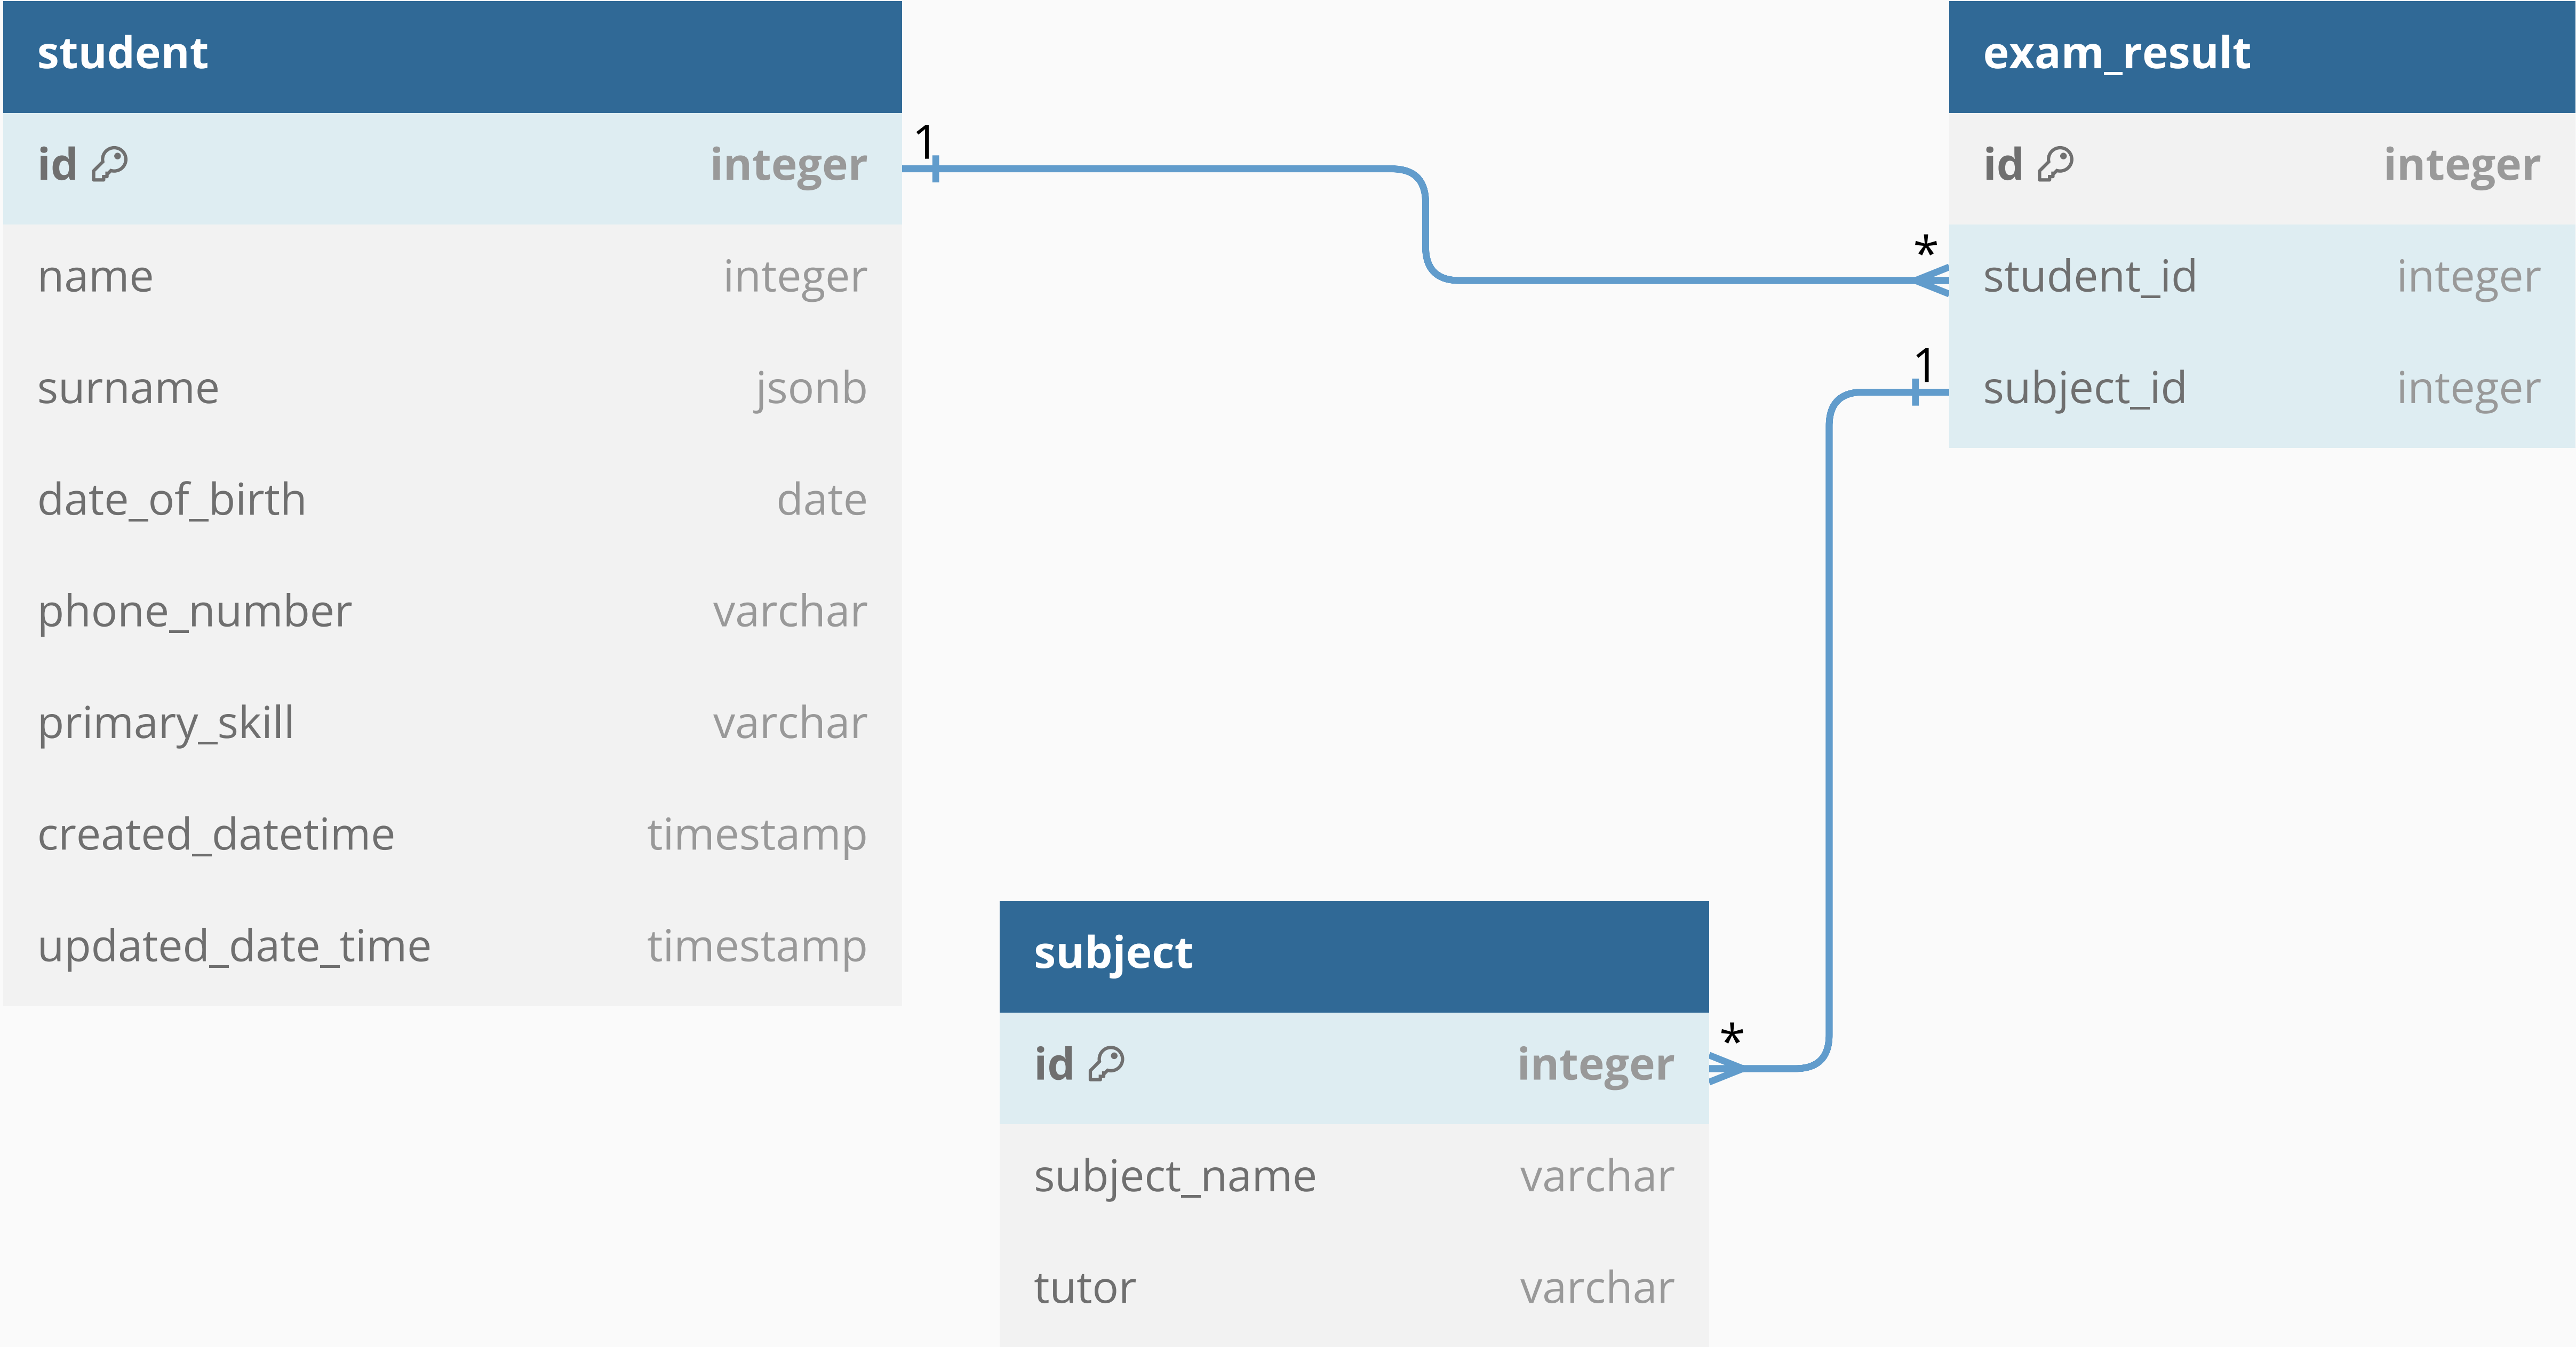 student
id integer
name integer
surname jsonb
date_of_birth date
phone_number varchar
primary_skill varchar
created_datetime timestamp
updated_date_time timestamp
1
*
1
*
exam_result
id integer
student_id integer
subject_id integer
subject
id integer
subject_name varchar
tutor varchar